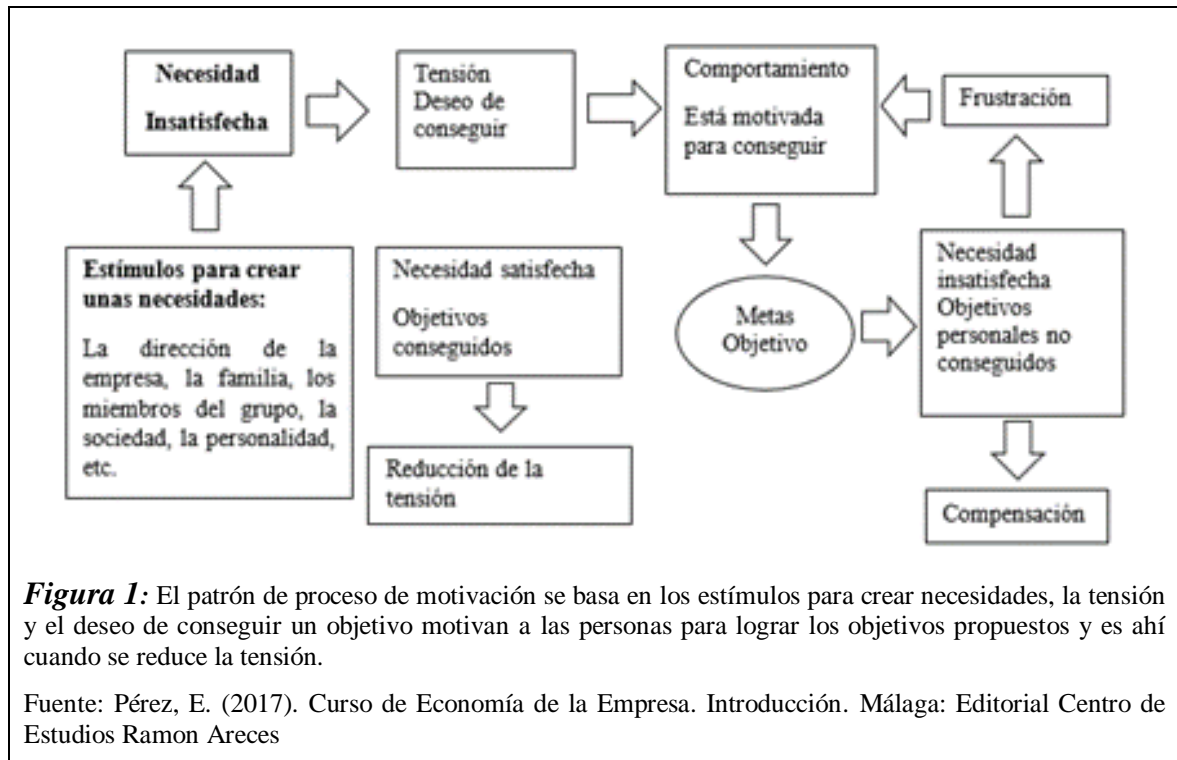 Necesidad
Insatisfecha
Tensión
Deseo de
conseguir
Comportamiento
Está motivada
para conseguir
Frustración
Estímulos para crear
unas necesidades:
La dirección de la
empresa, la familia, los
miembros del grupo, la
sociedad, la personalidad,
etc.
Necesidad satisfecha
Objetivos
conseguidos
Reducción de la
tensión
Metas
Objetivo
Necesidad
insatisfecha
Objetivos
personales no
conseguidos
Compensación
Figura 1: El patrón de proceso de motivación se basa en los estímulos para crear necesidades, la tensión
y el deseo de conseguir un objetivo motivan a las personas para lograr los objetivos propuestos y es ahí
cuando se reduce la tensión.
Fuente: Pérez, E. (2017). Curso de Economía de la Empresa. Introducción. Málaga: Editorial Centro de
Estudios Ramon Areces